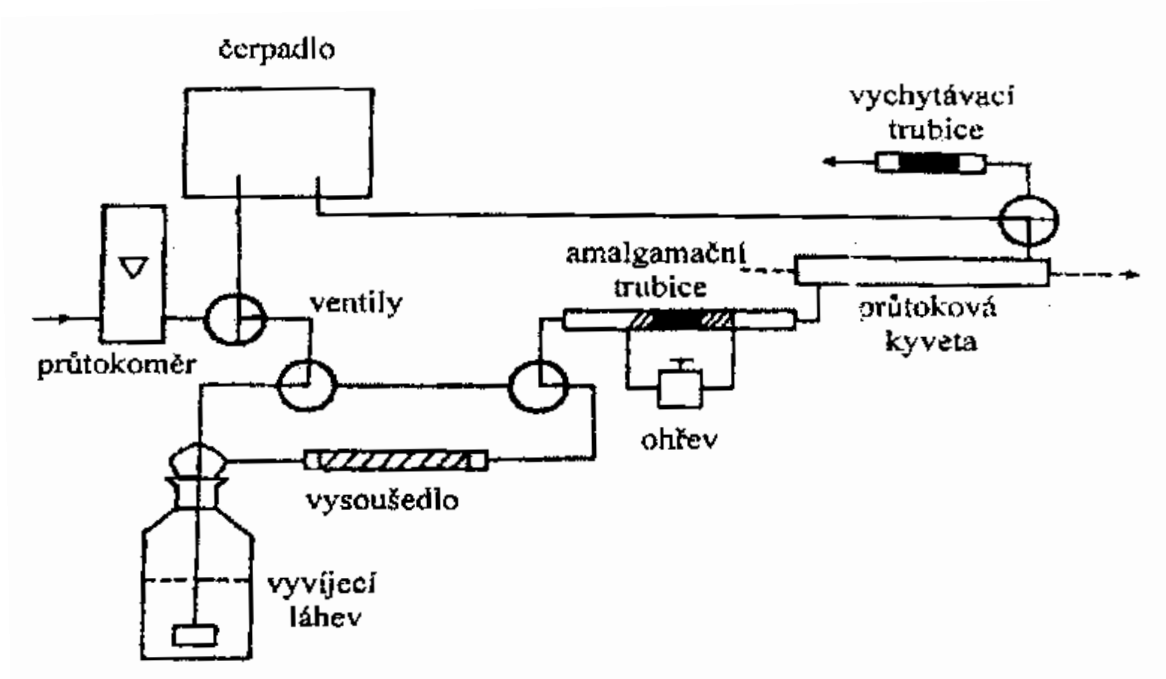 čerpadlo
vychytávací
trubice
amalgamační
trubice
ventily
průtoková
kyveta
průtokoměr
ohřev
vysoušedlo
vyvíjecí
láhev